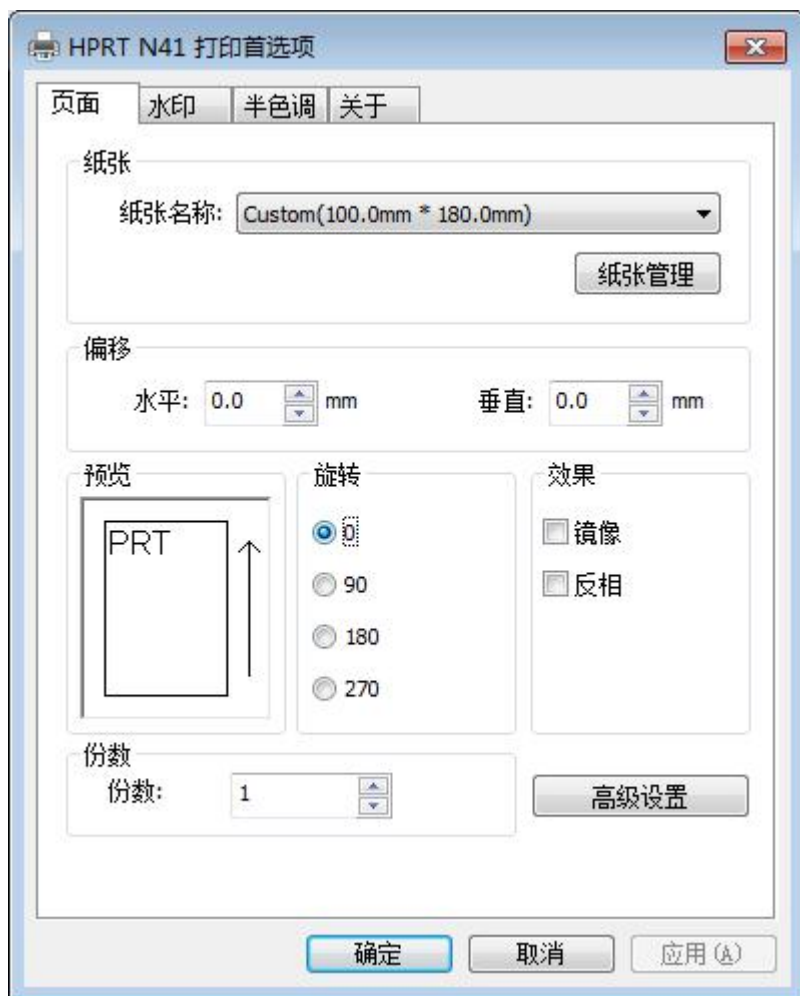 HPRT N41 打印首选项
页面 水印 半色调 关于
纸张
纸张名称: Custom(100.0mm * 180.0mm)
纸张管理
偏移
水平: 0.0 mm 垂直: 0.0 mm
预览 旋转 效果
PRT 0 镜像
90 反相
180
270
份数
份数: 1 高级设置
确定 取消 应用(A)